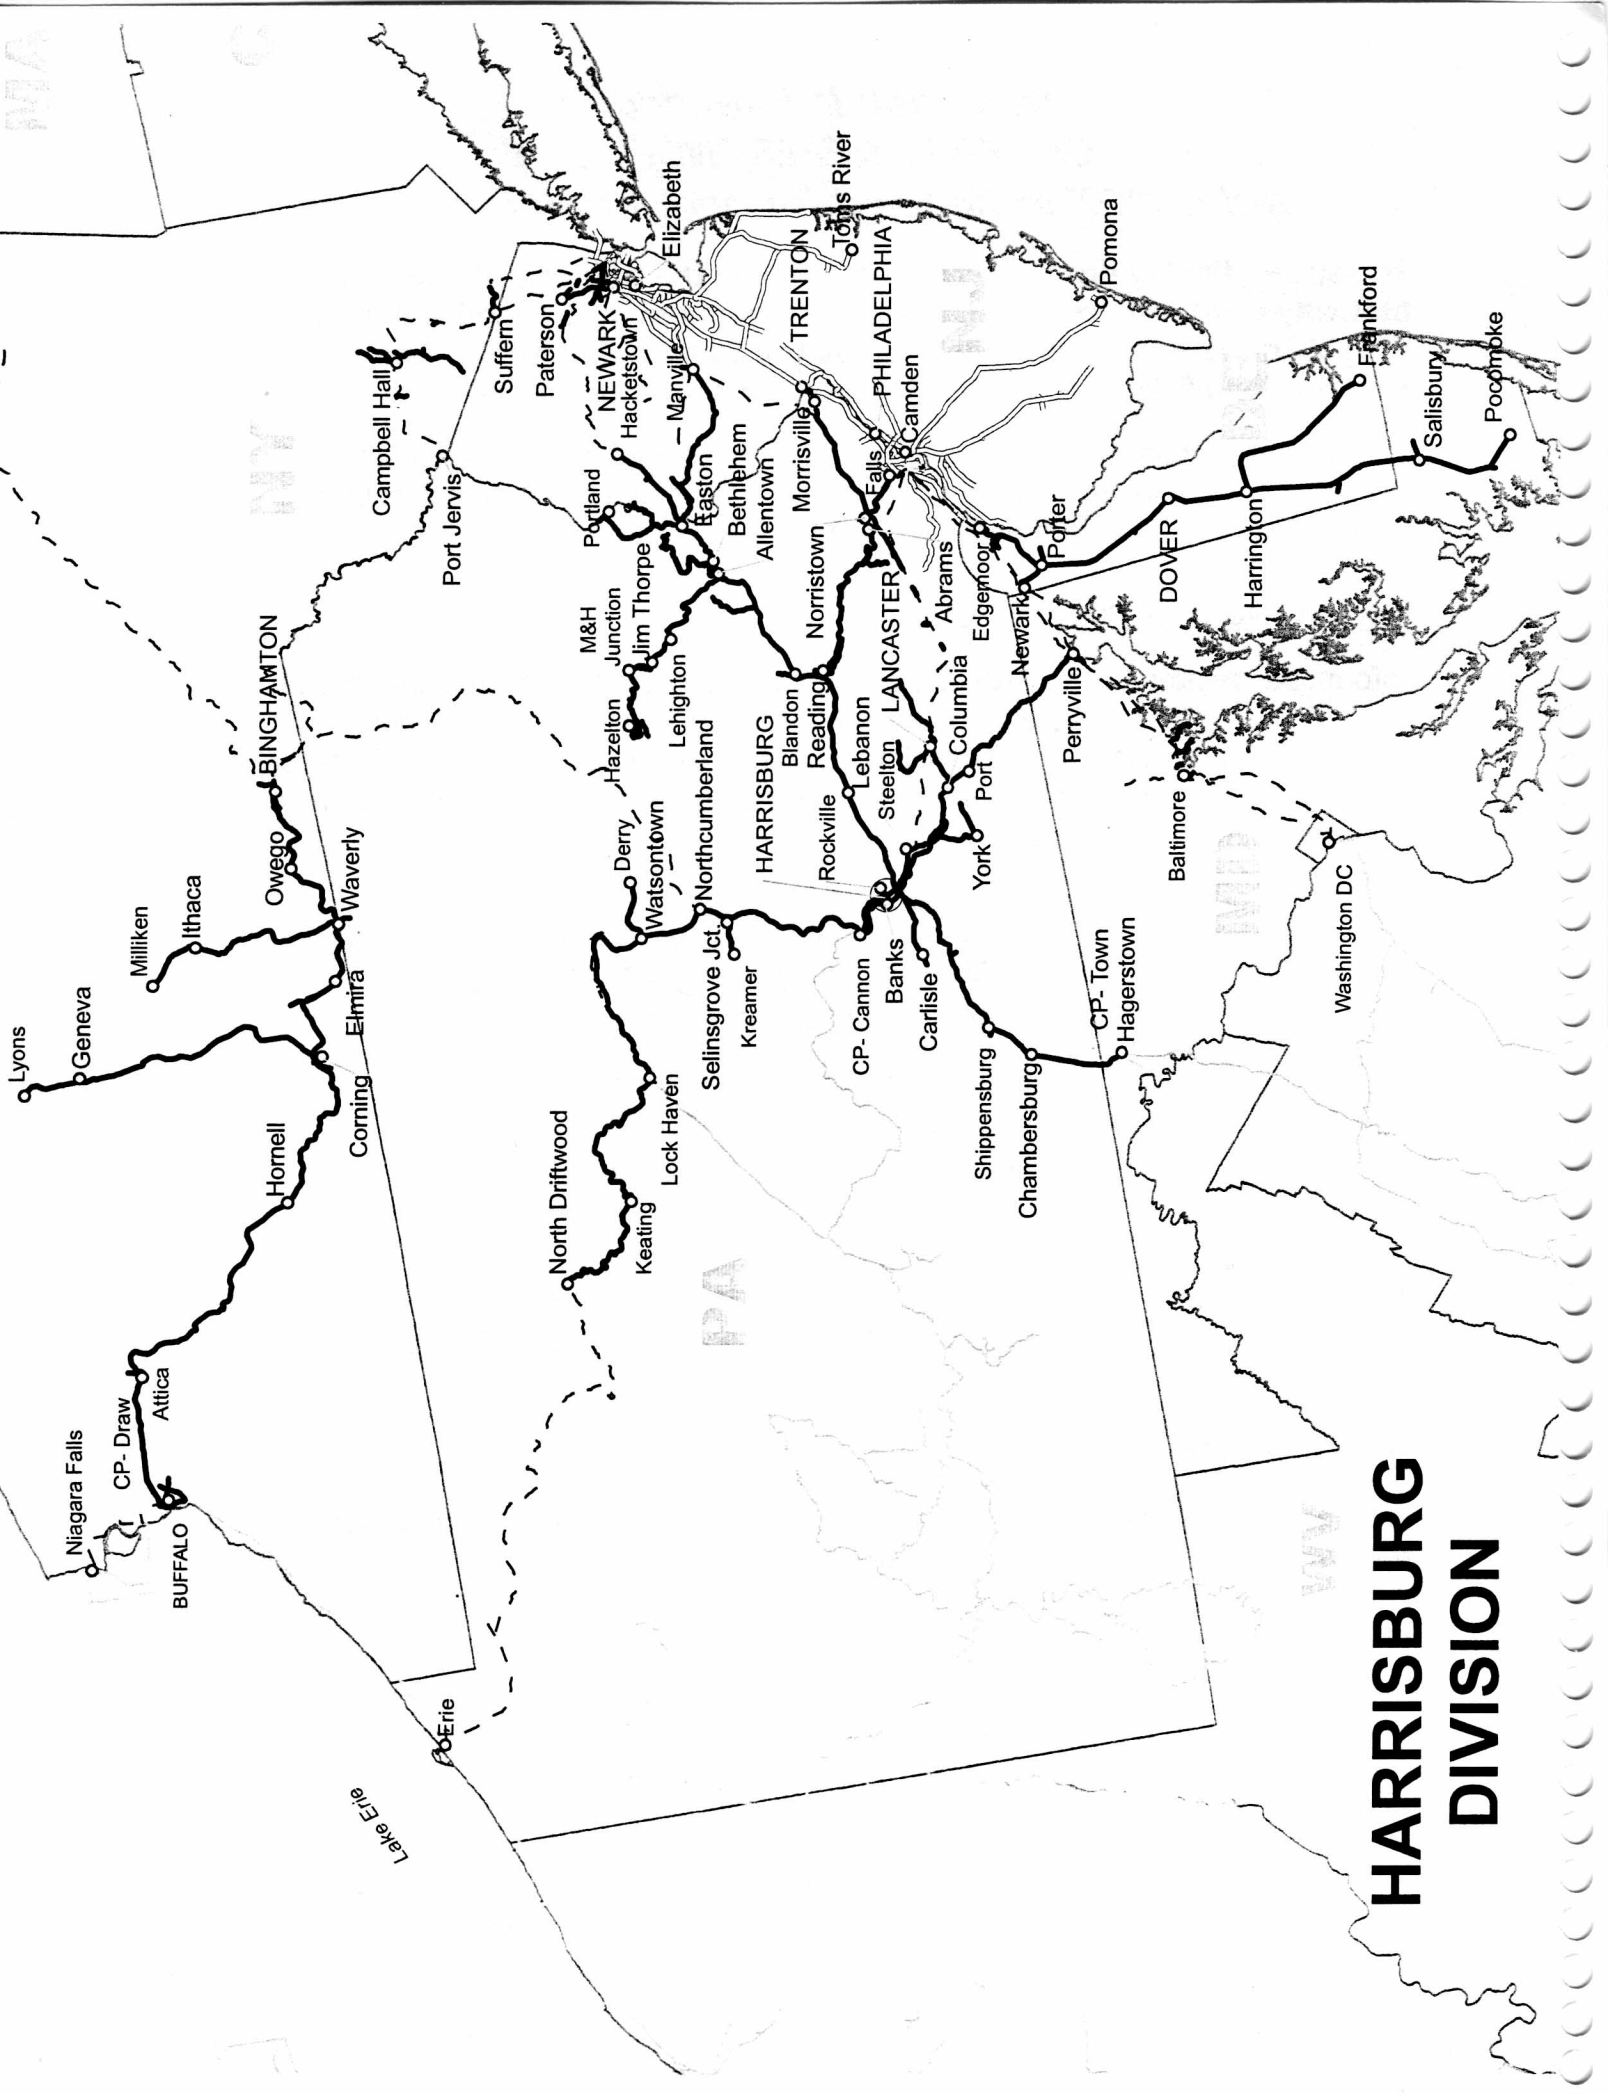 Niagara Falls
BUFFALO
CP- Draw
Attica
Hornell
Lyons
Geneva
Corning
Elmira
Milliken
Ithaca
Waverly
Owego
BINGHAMTON
Port Jervis
Campbell Hall
Suffern
Paterson
NEWARK
Hacketstown
Manville
Elizabeth
Lake Erie
Erie
North Driftwood
Keating
Lock Haven
Derry
Watsontown
Northcumberland
Selinsgrove Jct.
Kreamer
Hazelton
M&H
Junction
Jim Thorpe
Lehighton
Portland
Easton
Bethlehem
Allentown
Morrisville
TRENTON
Toms River
PHILADELPHIA
Camden
Falls
Norristown
Abrams
Pomona
HARRISBURG
Rockville
Blandon
Reading
Lebanon
Steelton
LANCASTER
Columbia
Port
York
CP- Cannon
Banks
Carlisle
Shippensburg
Chambersburg
CP- Town
Hagerstown
Edgemoor
Newark
Porter
Perryville
Baltimore
Washington DC
DOVER
Harrington
Frankford
Salisbury
Pocomoke
MA
NY
NJ
DE
MD
PA
WV
HARRISBURG
DIVISION